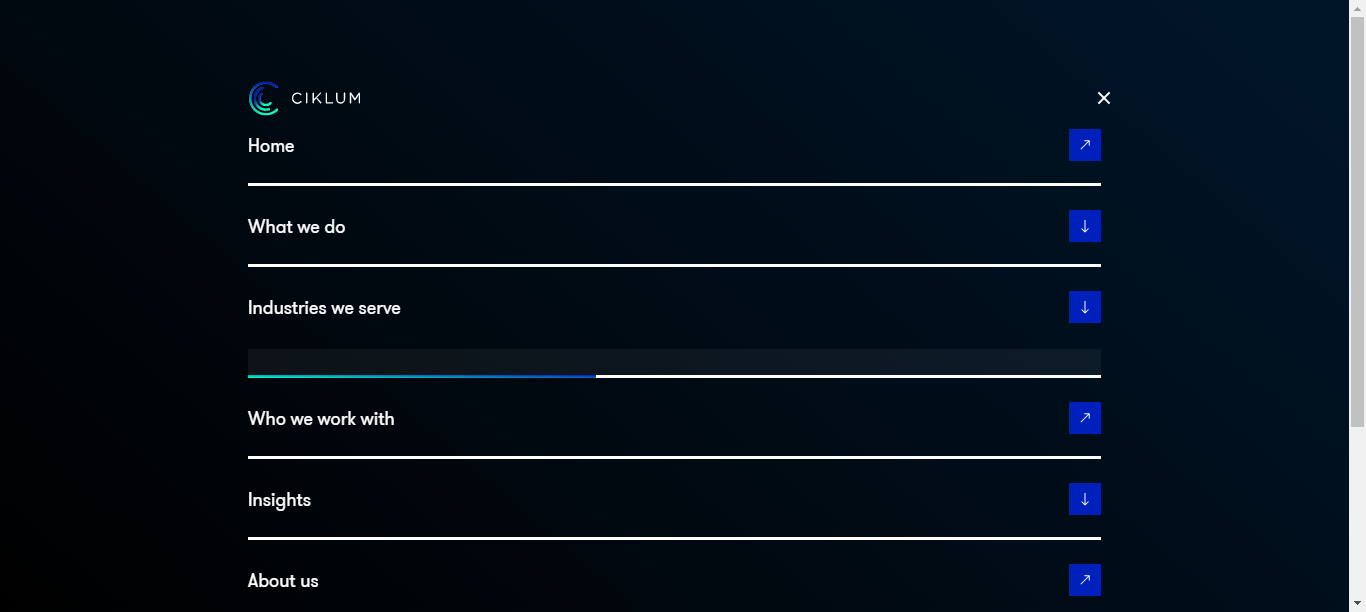 CIKLUM
Home
What we do
Industries we serve
Who we work with
Insights
About us